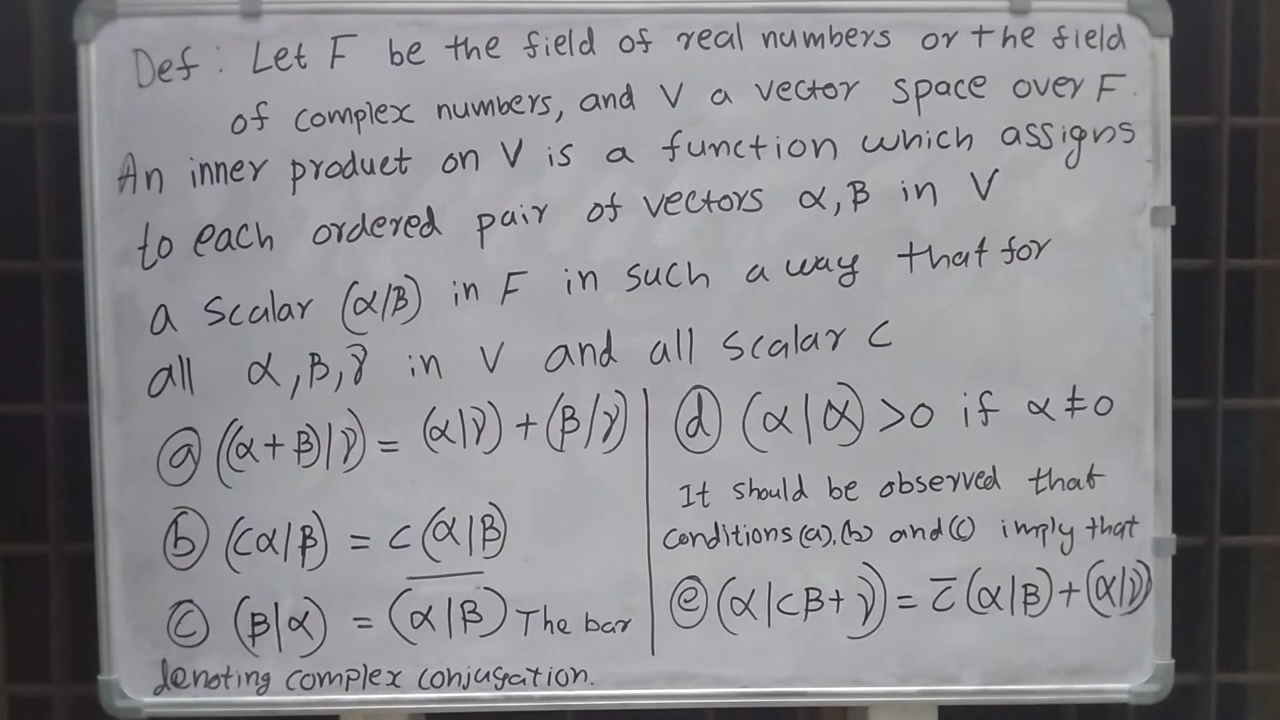 Def: Let F be the field of real numbers or the field
of complex numbers, and V a vector space over F.
An inner product on V is a function which assigns
to each ordered pair of vectors α, β in V
a scalar (α|β) in F in such a way that for
all α, β, γ in V and all scalar c
ⓐ ((α+β)|γ) = (α|γ) + (β|γ)
ⓑ (cα|β) = c(α|β)
ⓒ (β|α) = \overline{(α|β)} The bar
denoting complex conjugation.
ⓓ (α|α) >0 if α≠0
It should be observed that
conditions (a), (b) and (c) imply that
ⓔ (α|cβ+γ) = c̅(α|β)+(α|γ)